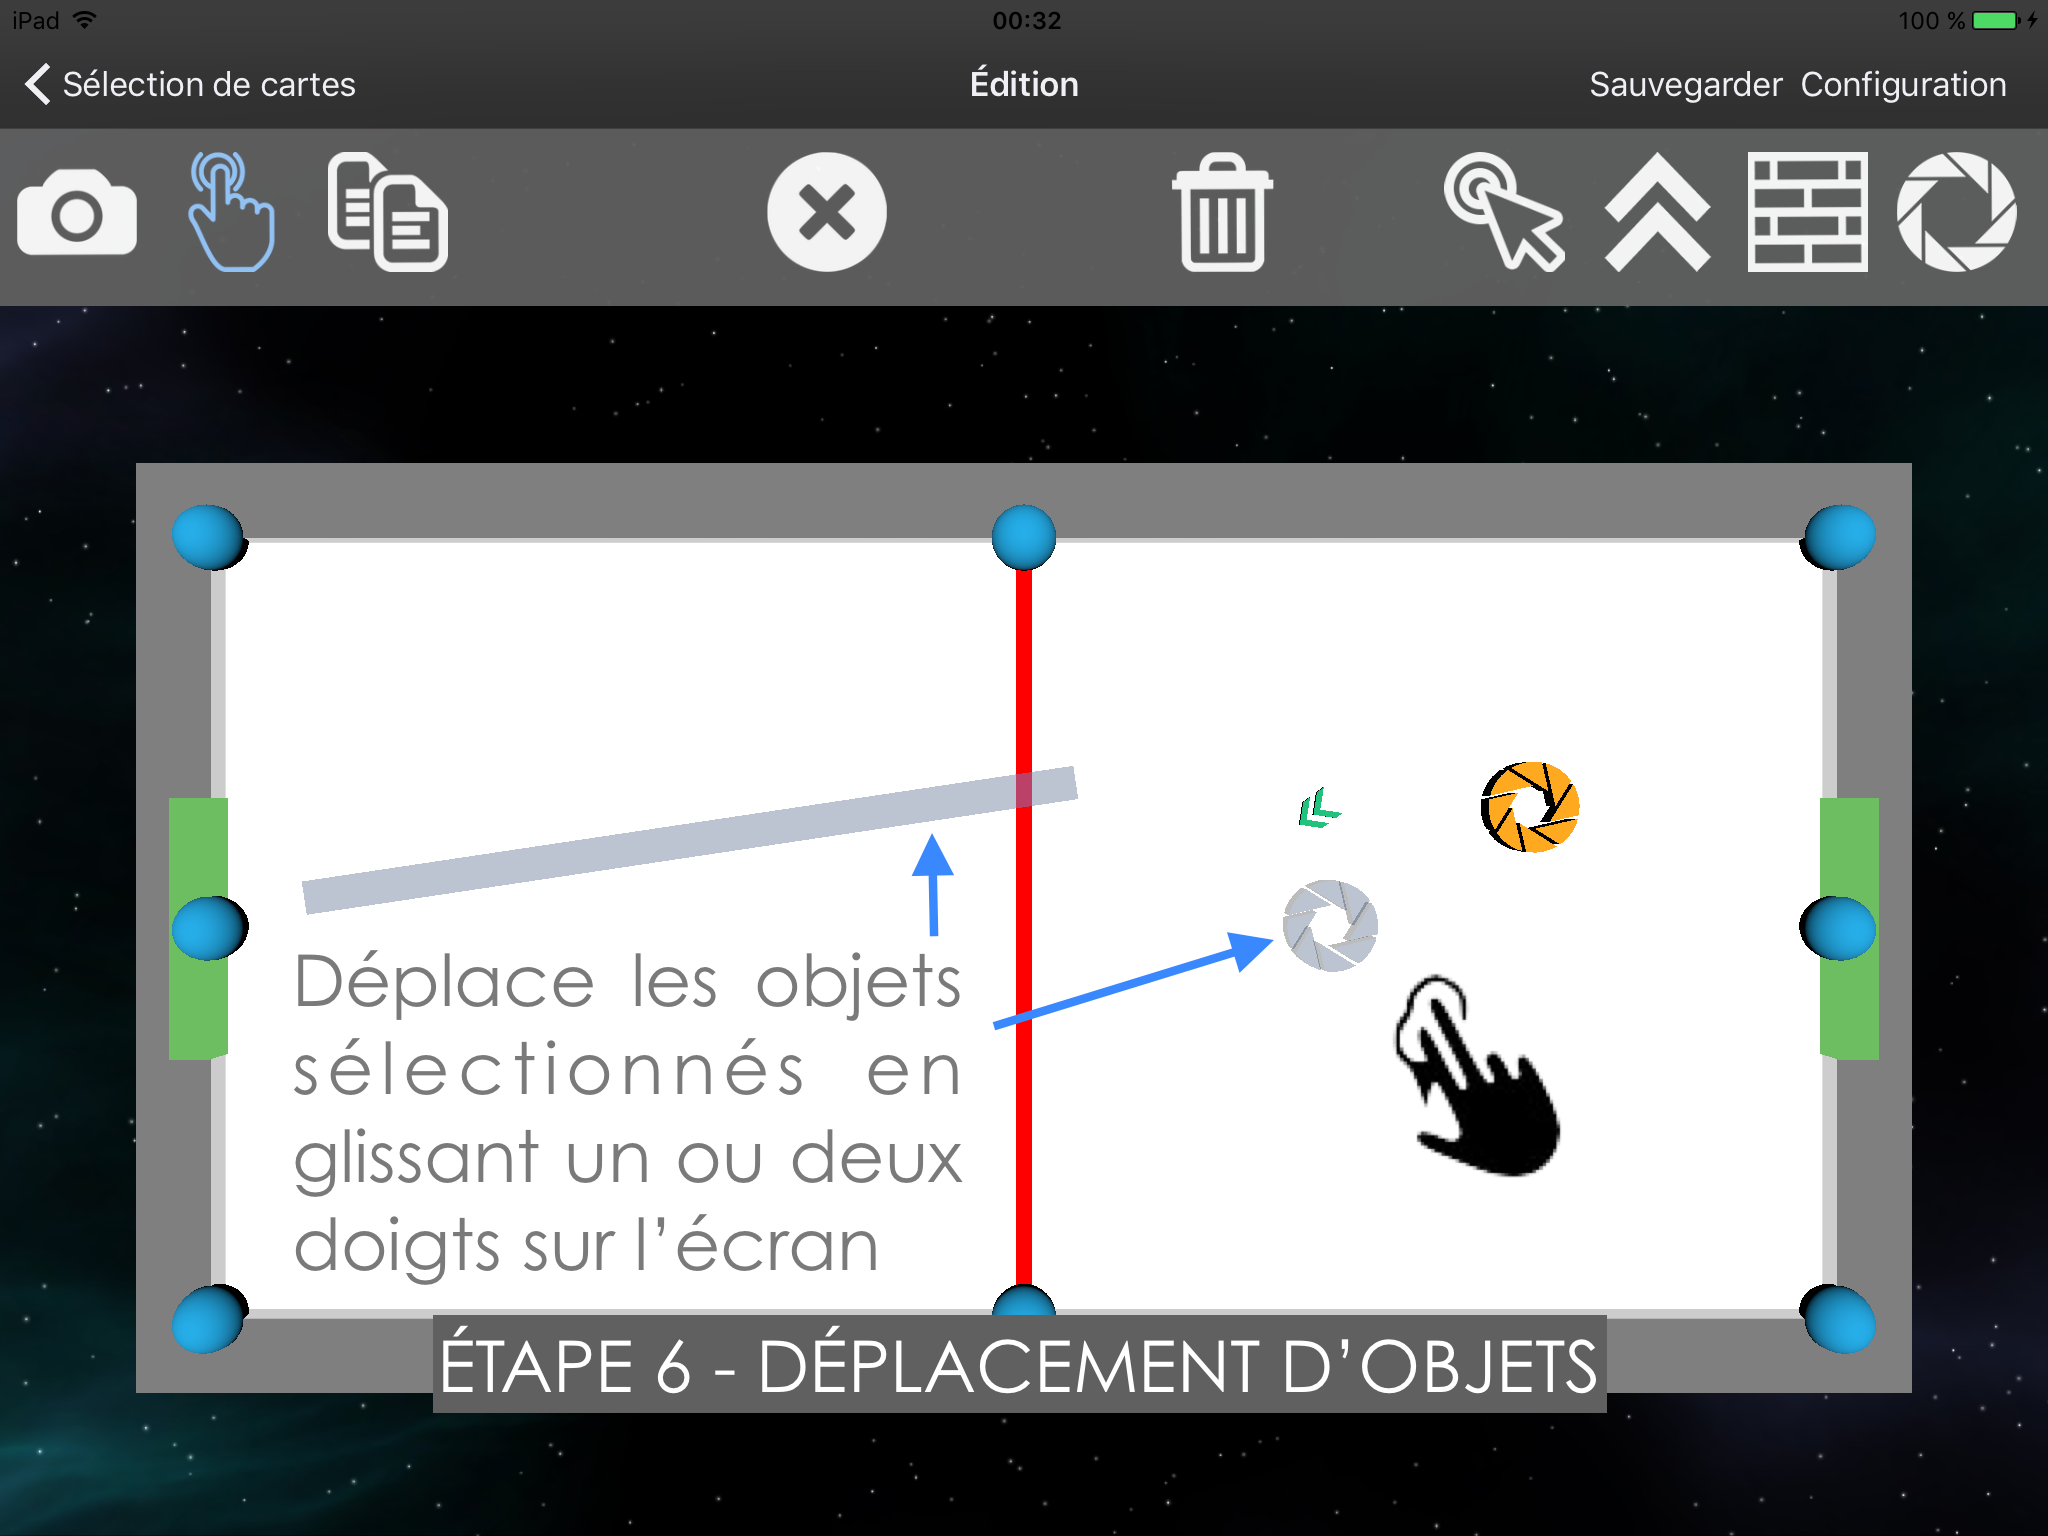 iPad
00:32
100 %
Sélection de cartes
Édition
Sauvegarder
Configuration
Déplace les objets
sélectionnés en
glissant un ou deux
doigts sur l’écran
ÉTAPE 6 - DÉPLACEMENT D’OBJETS